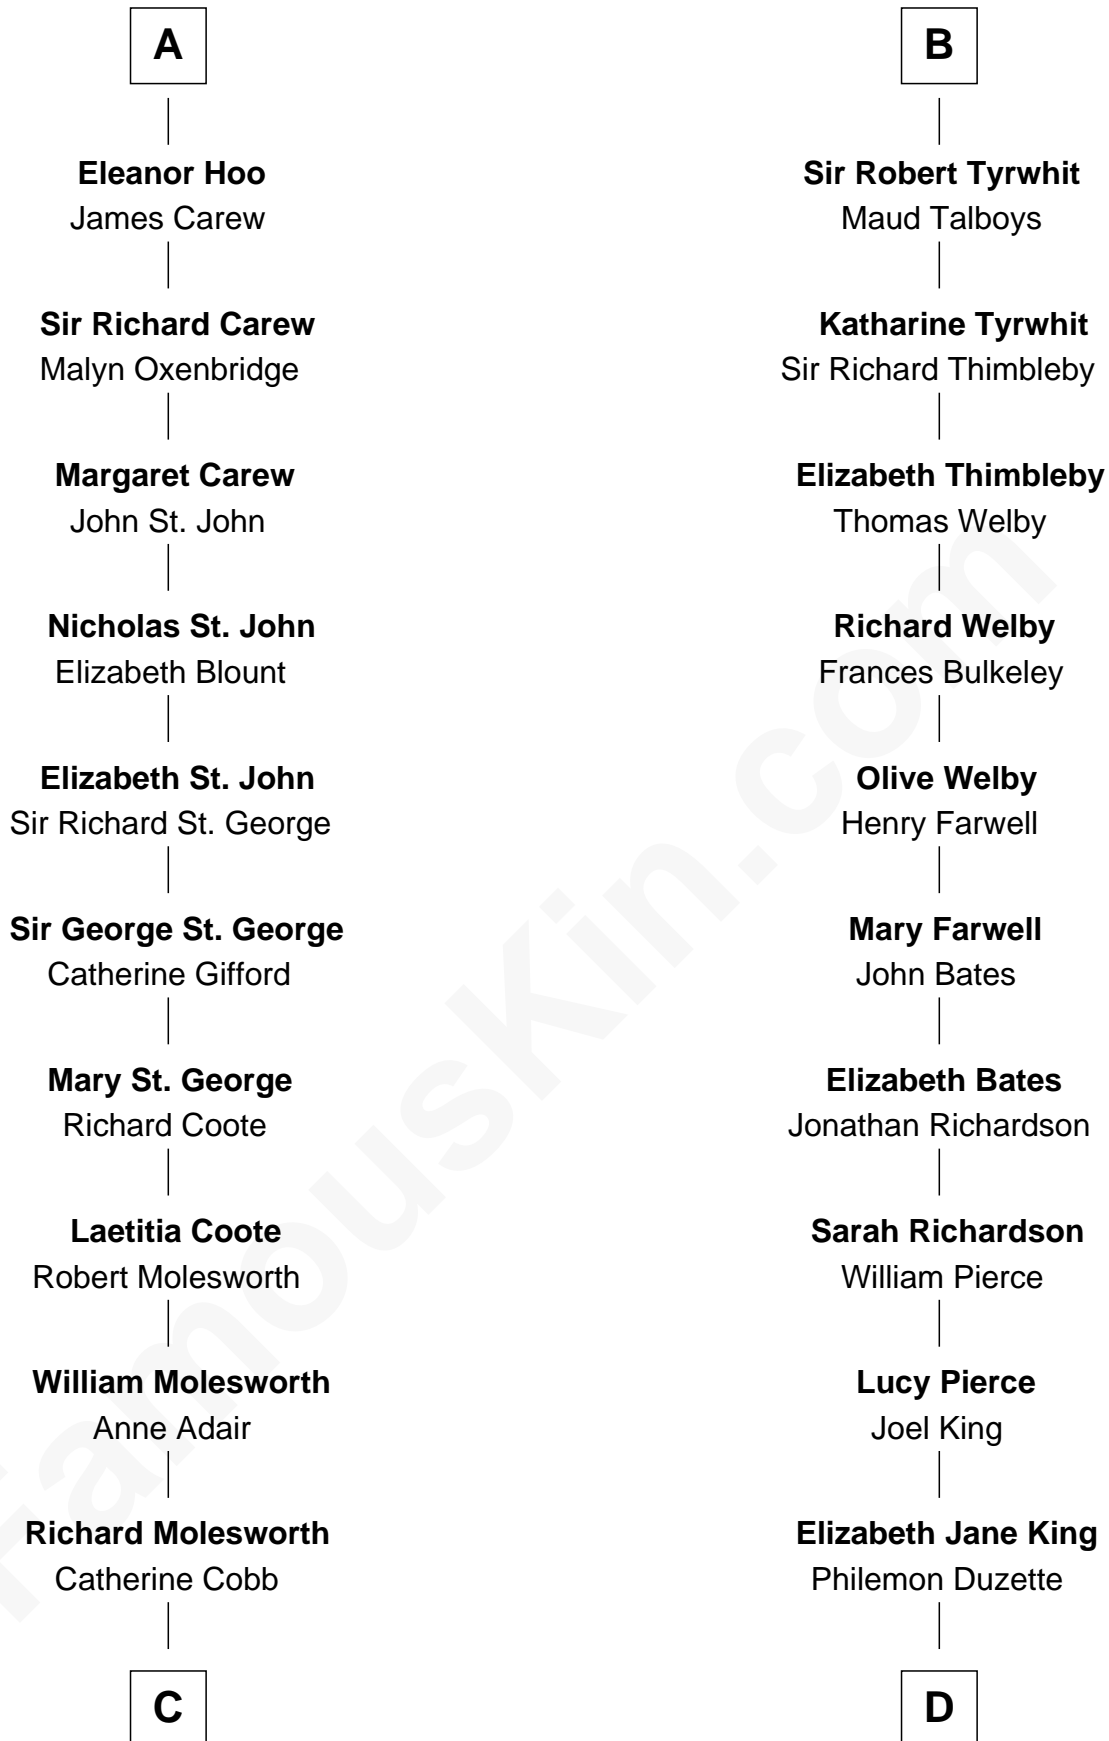 A
Eleanor Hoo
James Carew
Sir Richard Carew
Malyn Oxenbridge
Margaret Carew
John St. John
Nicholas St. John
Elizabeth Blount
Elizabeth St. John
Sir Richard St. George
Sir George St. George
Catherine Gifford
Mary St. George
Richard Coote
Laetitia Coote
Robert Molesworth
William Molesworth
Anne Adair
Richard Molesworth
Catherine Cobb
C
B
Sir Robert Tyrwhit
Maud Talboys
Katharine Tyrwhit
Sir Richard Thimbleby
Elizabeth Thimbleby
Thomas Welby
Richard Welby
Frances Bulkeley
Olive Welby
Henry Farwell
Mary Farwell
John Bates
Elizabeth Bates
Jonathan Richardson
Sarah Richardson
William Pierce
Lucy Pierce
Joel King
Elizabeth Jane King
Philemon Duzette
D
FamousKin.com